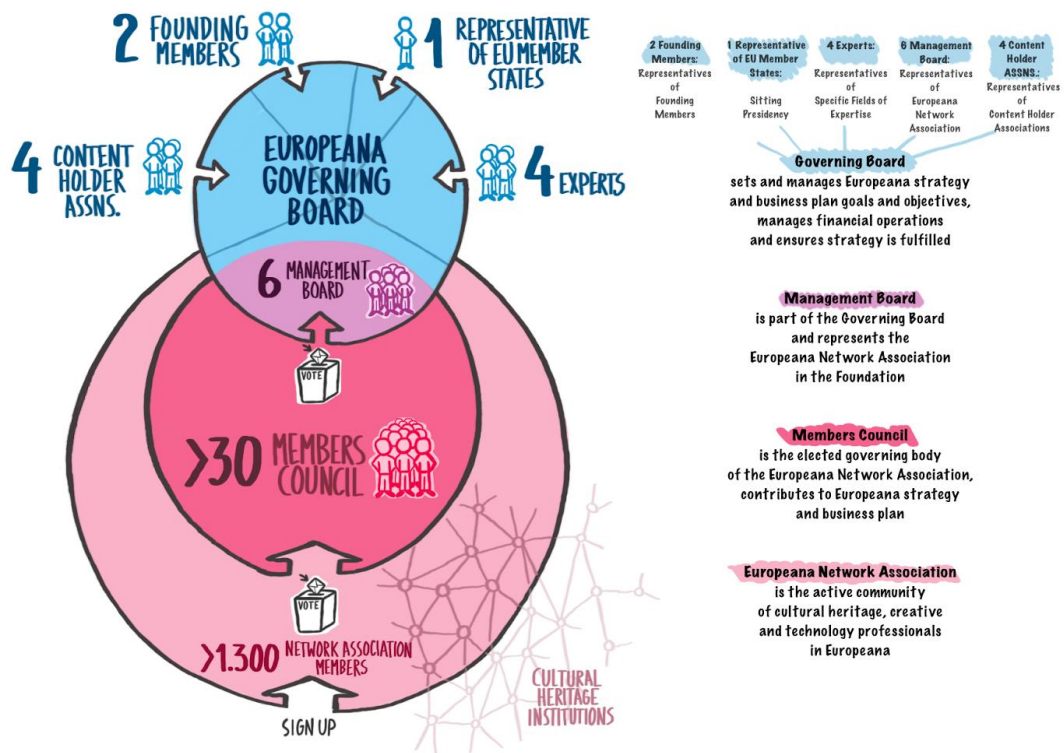 2 FOUNDING
MEMBERS
1 REPRESENTATIVE
OF EU MEMBER
STATES
4 CONTENT
HOLDER
ASSNS.
EUROPEANA
GOVERNING
BOARD
4 EXPERTS
6 MANAGEMENT
BOARD
VOTE
>30 MEMBERS
COUNCIL
VOTE
>1.300 NETWORK ASSOCIATION
MEMBERS
SIGN UP
CULTURAL
HERITAGE
INSTITUTIONS
2 Founding
Members:
Representatives
of
Founding
Members
1 Representative
of EU Member
States:
Sitting
Presidency
4 Experts:
Representatives
of
Specific Fields of
Expertise
6 Management
Board:
Representatives
of
Europeana
Network
Association
4 Content
Holder
ASSNS.:
Representatives
of
Content Holder
Associations
Governing Board
sets and manages Europeana strategy
and business plan goals and objectives,
manages financial operations
and ensures strategy is fulfilled
Management Board
is part of the Governing Board
and represents the
Europeana Network Association
in the Foundation
Members Council
is the elected governing body
of the Europeana Network Association,
contributes to Europeana strategy
and business plan
Europeana Network Association
is the active community
of cultural heritage, creative
and technology professionals
in Europeana